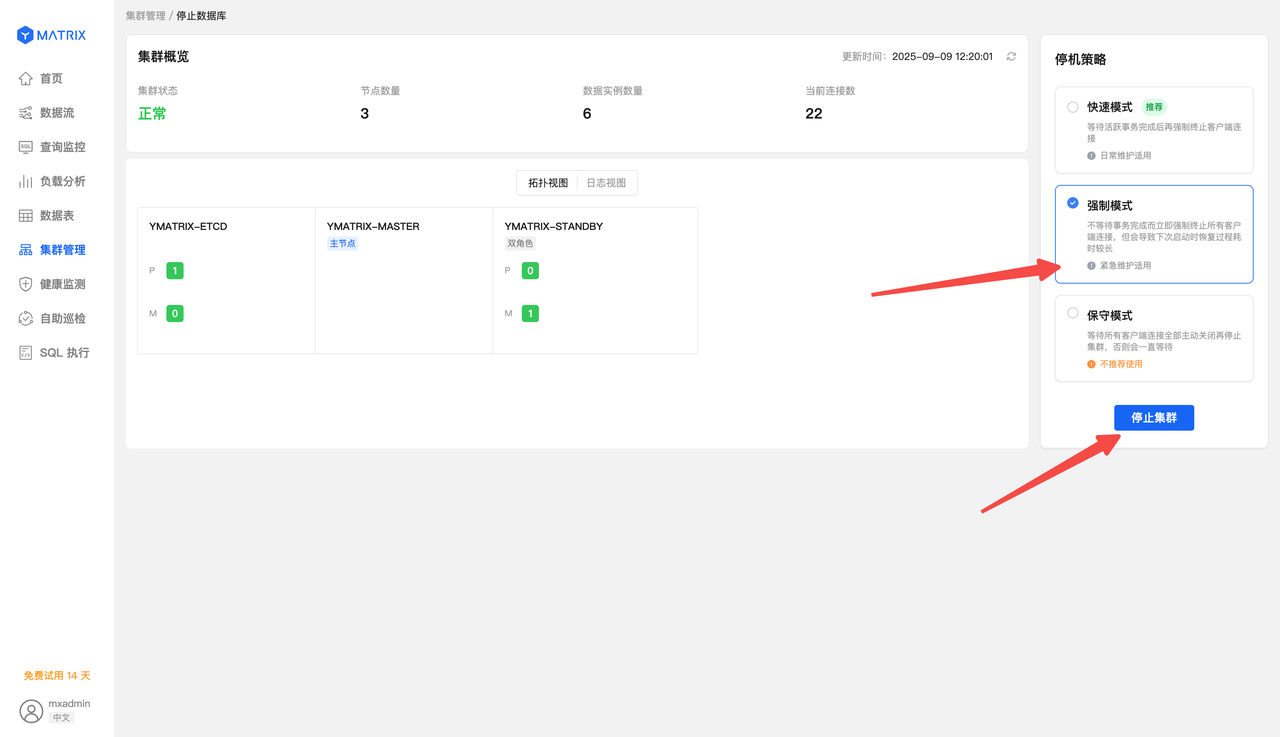 MATRIX
首页
数据流
查询监控
负载分析
数据表
集群管理
健康监测
自助巡检
SQL 执行
免费试用 14 天
mxadmin
中文
集群管理 / 停止数据库
集群概览
更新时间： 2025-09-09 12:20:01
集群状态
正常
节点数量
3
数据实例数量
6
当前连接数
22
拓扑视图 日志视图
YMATRIX-ETCD
P 1
M 0
YMATRIX-MASTER
主节点
YMATRIX-STANDBY
双角色
P 0
M 1
停机策略
快速模式 推荐
等待活跃事务完成后再强制终止客户端连
接
日常维护适用
强制模式
不等待事务完成而立即强制终止所有客户
端连接，但会导致下次启动时恢复过程耗
时较长
紧急维护适用
保守模式
等待所有客户端连接全部主动关闭再停止
集群，否则会一直等待
不推荐使用
停止集群